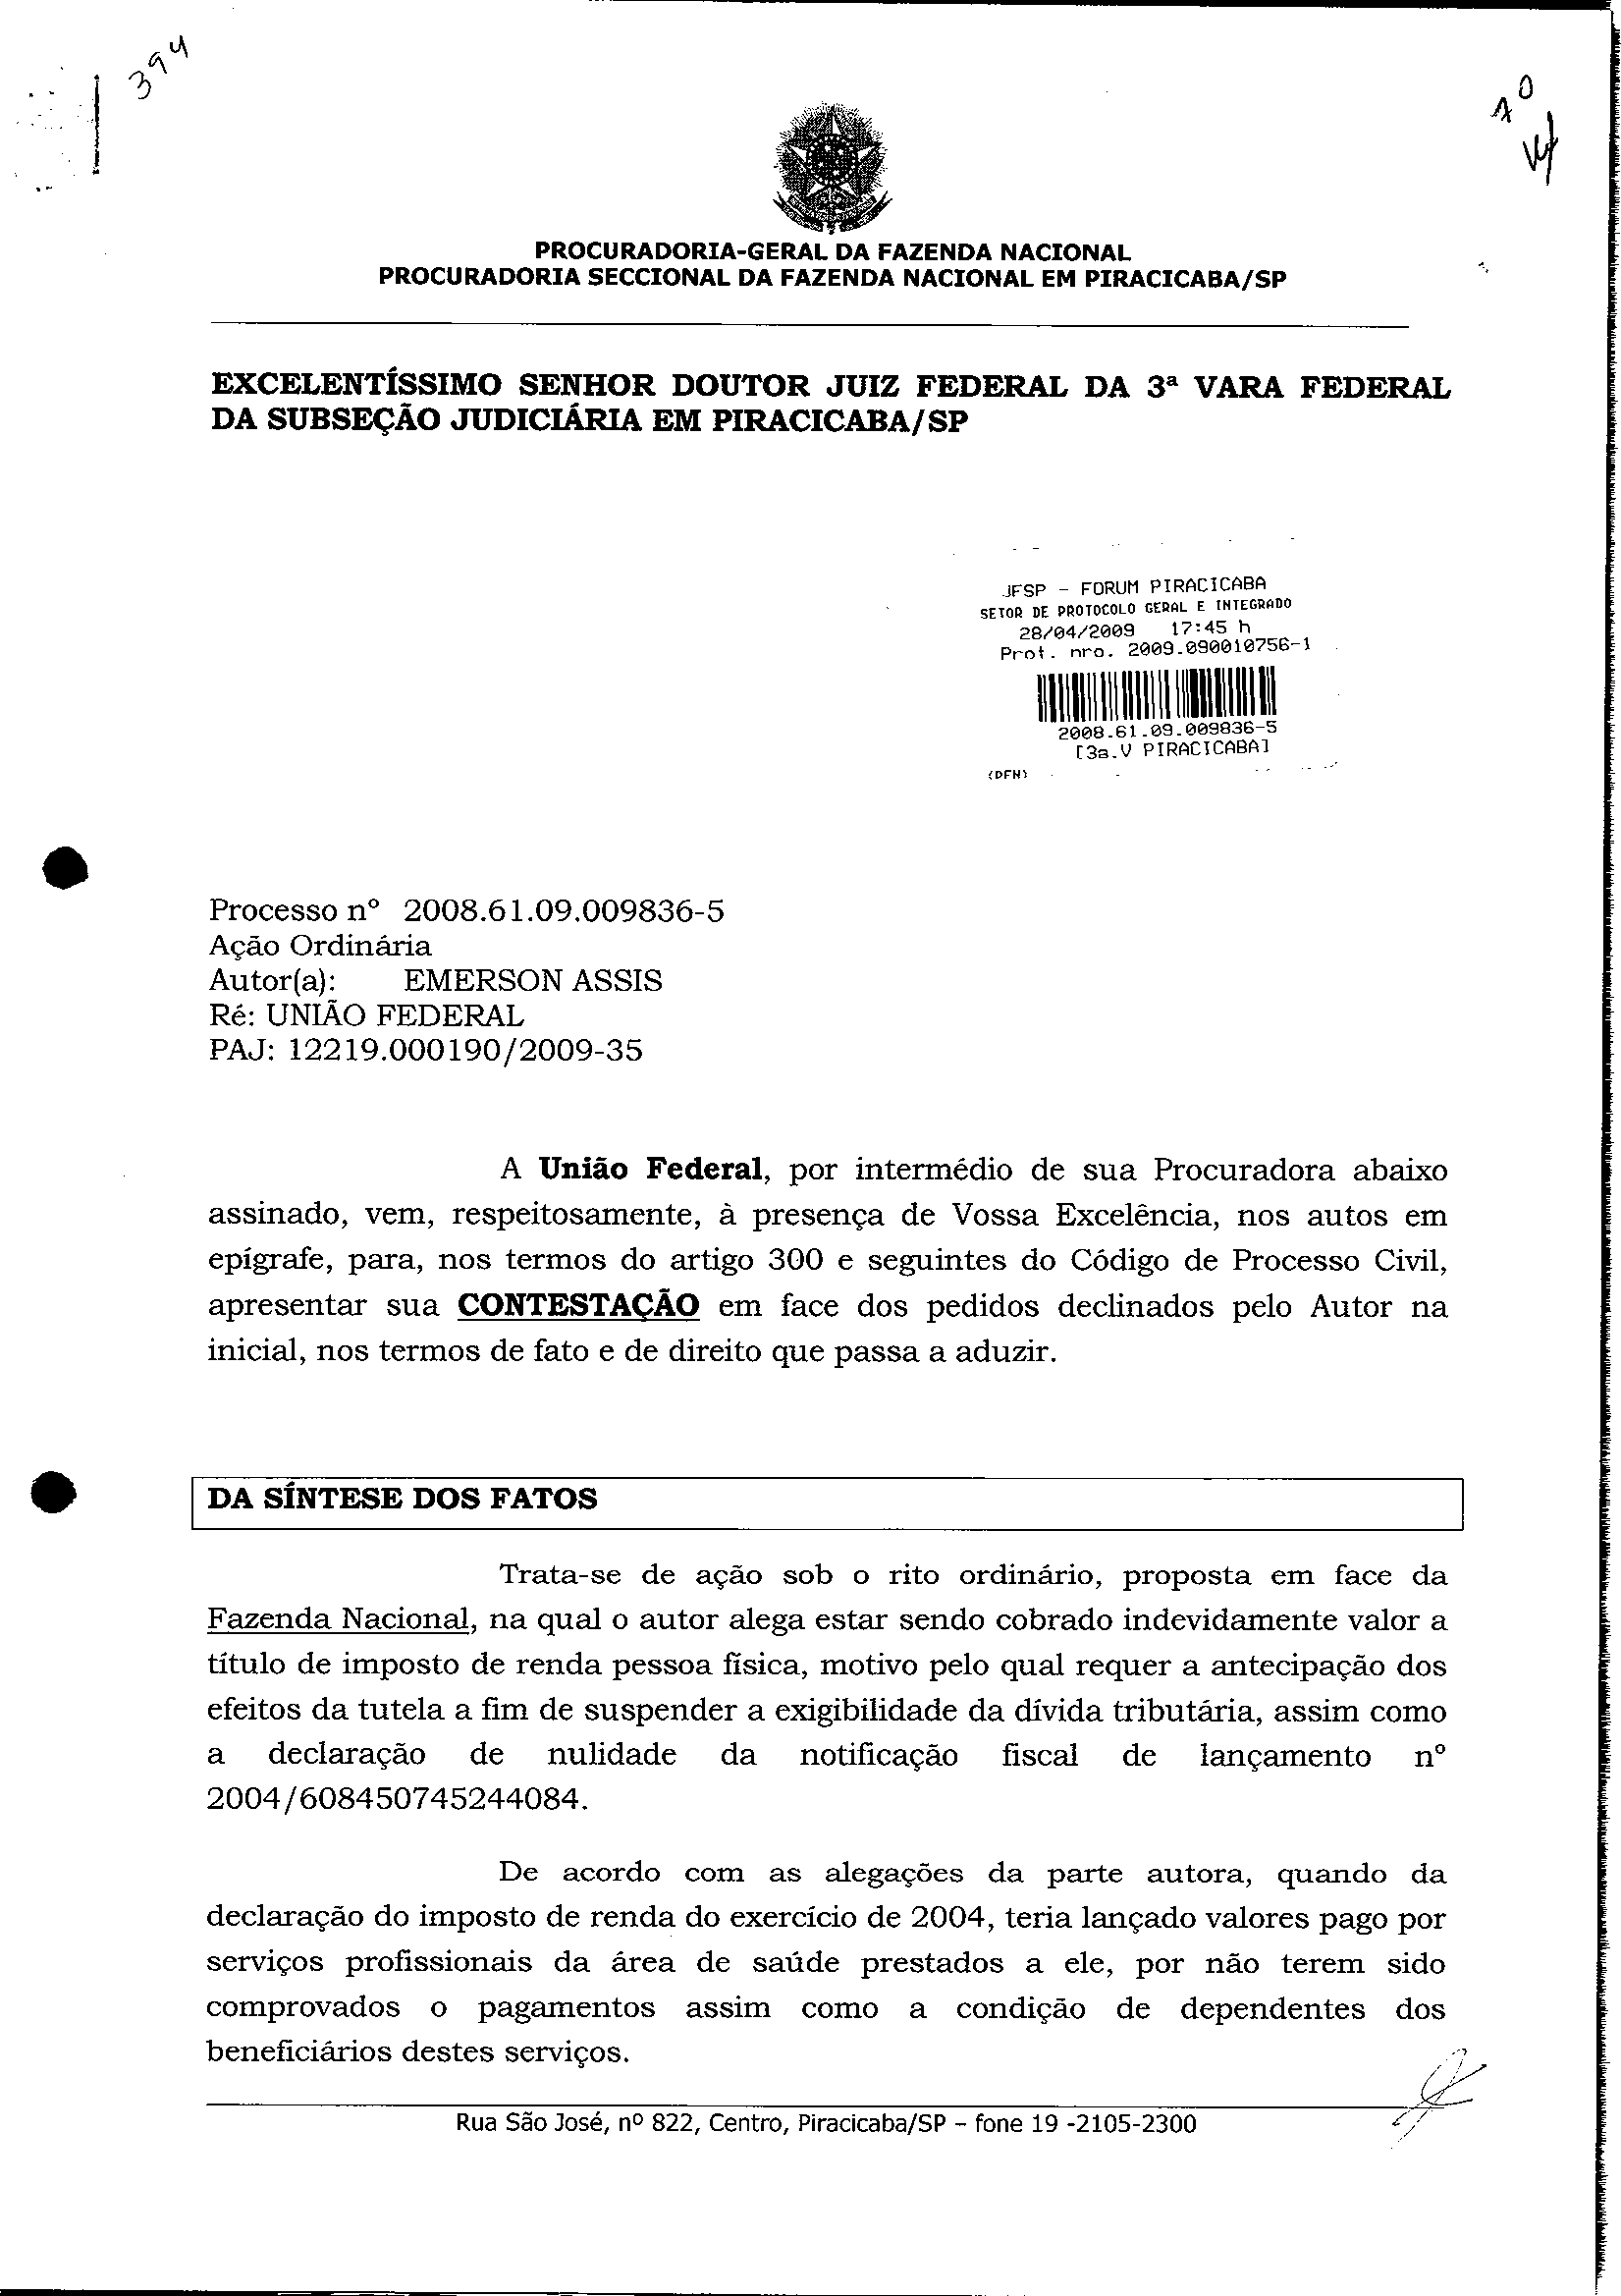 394
PROCURADORIA-GERAL DA FAZENDA NACIONAL
PROCURADORIA SECCIONAL DA FAZENDA NACIONAL EM PIRACICABA/SP
EXCELENTÍSSIMO SENHOR DOUTOR JUIZ FEDERAL DA 3ª VARA FEDERAL
DA SUBSEÇÃO JUDICIÁRIA EM PIRACICABA/SP
JFSP - FORUM PIRACICABA
SETOR DE PROTOCOLO GERAL E INTEGRADO
28/04/2009 17:45 h
Prot. nro. 2009.090010756-1
2008.61.09.009836-5
[3a.V PIRACICABA]
Processo nº 2008.61.09.009836-5
Ação Ordinária
Autor(a): EMERSON ASSIS
Ré: UNIÃO FEDERAL
PAJ: 12219.000190/2009-35
A União Federal, por intermédio de sua Procuradora abaixo
assinado, vem, respeitosamente, à presença de Vossa Excelência, nos autos em
epígrafe, para, nos termos do artigo 300 e seguintes do Código de Processo Civil,
apresentar sua CONTESTAÇÃO em face dos pedidos declinados pelo Autor na
inicial, nos termos de fato e de direito que passa a aduzir.
DA SÍNTESE DOS FATOS
Trata-se de ação sob o rito ordinário, proposta em face da
Fazenda Nacional, na qual o autor alega estar sendo cobrado indevidamente valor a
título de imposto de renda pessoa física, motivo pelo qual requer a antecipação dos
efeitos da tutela a fim de suspender a exigibilidade da dívida tributária, assim como
a declaração de nulidade da notificação fiscal de lançamento nº
2004/608450745244084.
De acordo com as alegações da parte autora, quando da
declaração do imposto de renda do exercício de 2004, teria lançado valores pago por
serviços profissionais da área de saúde prestados a ele, por não terem sido
comprovados o pagamentos assim como a condição de dependentes dos
beneficiários destes serviços.
Rua São José, nº 822, Centro, Piracicaba/SP – fone 19 -2105-2300